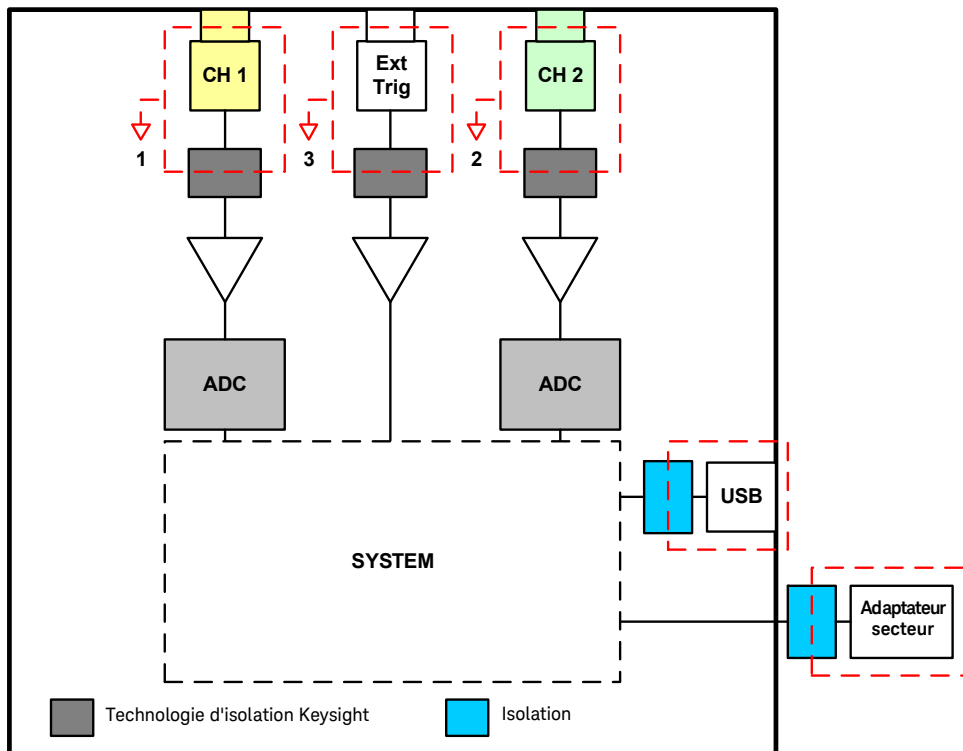 CH 1
Ext
Trig
CH 2
1
3
2
ADC
ADC
USB
SYSTEM
Adaptateur
secteur
Technologie d'isolation Keysight
Isolation